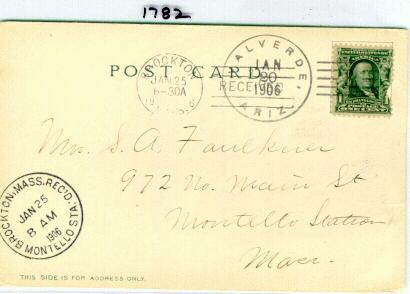 1782
POST CARD
BROCKTON
JAN 25
6-30A
RECEIVED
ALVERDE,
JAN
20
1906
ARIZ.
Mrs. S. A. Faulkner
972 No. Main St
Montello Station
Mass.
BROCKTON, MASS. REC'D.
JAN 25
8 AM
1906
MONTELLO STA.
THIS SIDE IS FOR ADDRESS ONLY.